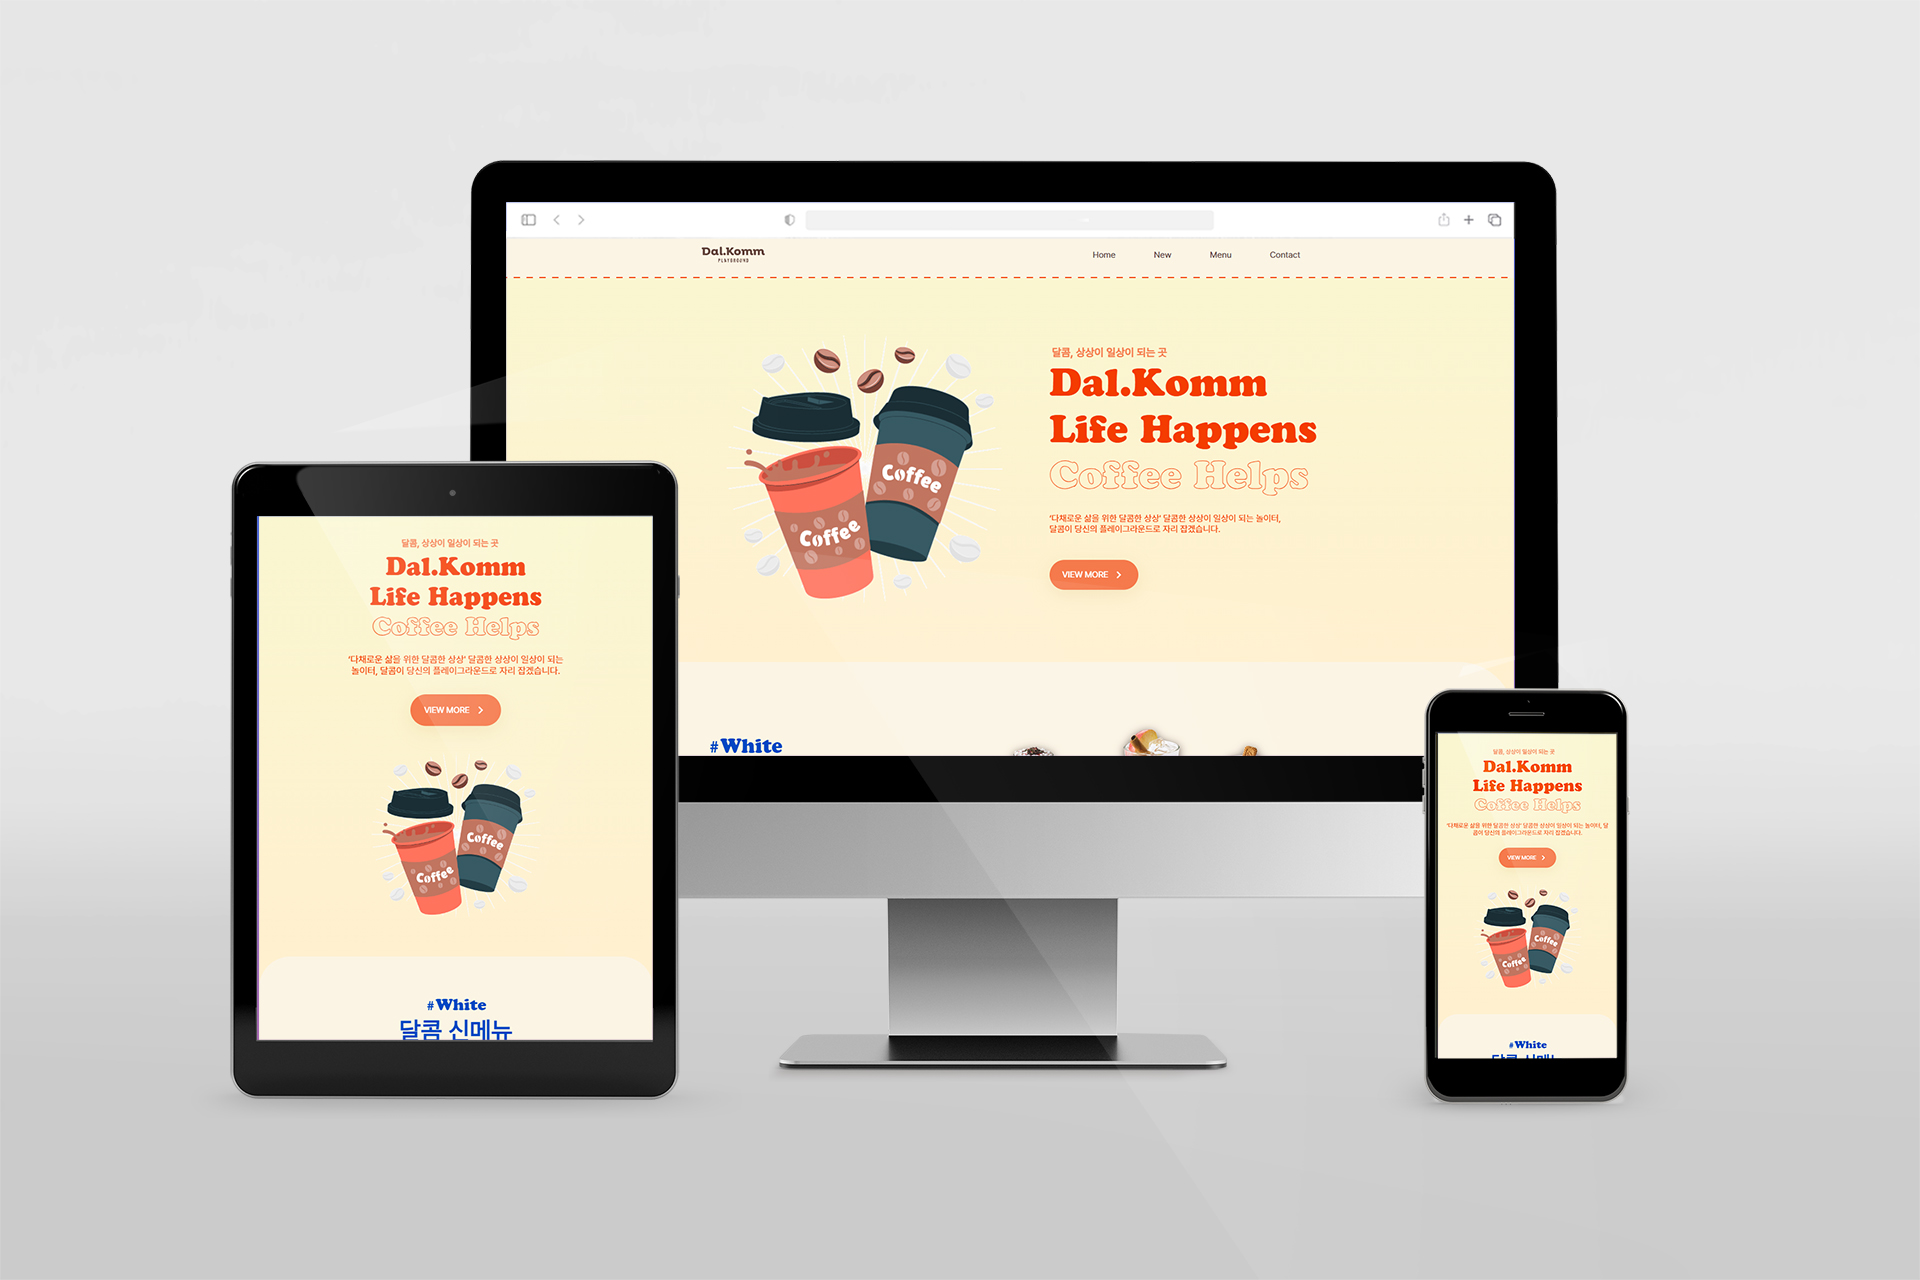 Dal.Komm
PLAYGROUND
Home New Menu Contact
달콤, 상상이 일상이 되는 곳
Dal.Komm
Life Happens
Coffee Helps
'다채로운 삶을 위한 달콤한 상상' 달콤한 상상이 일상이 되는 놀이터,
달콤이 당신의 플레이그라운드로 자리 잡겠습니다.
VIEW MORE
Coffee
Coffee
#White
달콤, 상상이 일상이 되는 곳
Dal.Komm
Life Happens
Coffee Helps
'다채로운 삶을 위한 달콤한 상상' 달콤한 상상이 일상이 되는
놀이터, 달콤이 당신의 플레이그라운드로 자리 잡겠습니다.
VIEW MORE
Coffee
Coffee
#White
달콤 신메뉴
달콤, 상상이 일상이 되는 곳
Dal.Komm
Life Happens
Coffee Helps
'다채로운 삶을 위한 달콤한 상상' 달콤한 상상이 일상이 되는 놀이터, 달
콤이 당신의 플레이그라운드로 자리 잡겠습니다.
VIEW MORE
Coffee
Coffee
#White